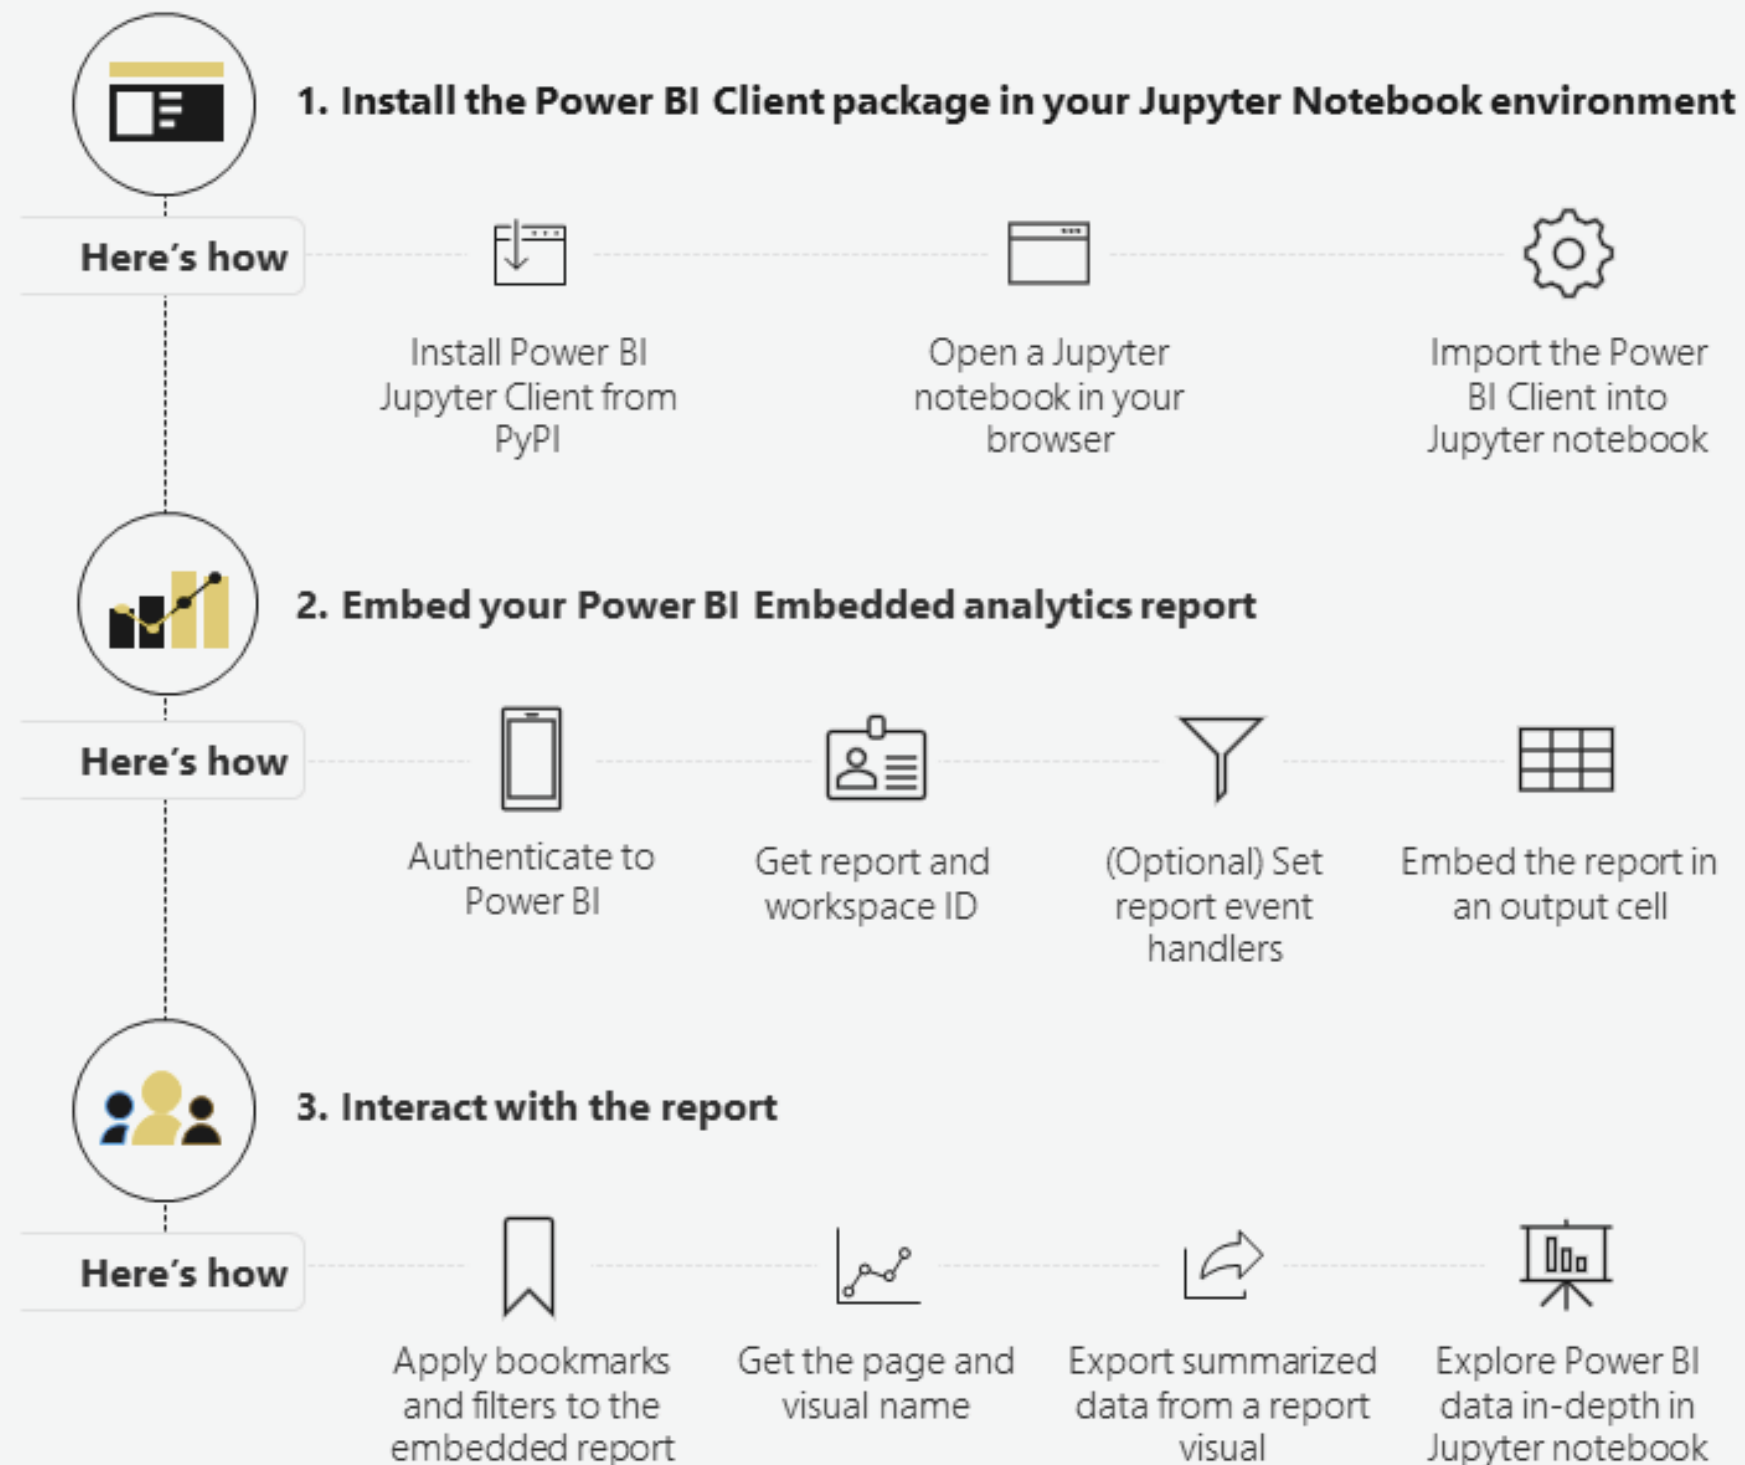 1. Install the Power BI Client package in your Jupyter Notebook environment
Here's how
Install Power BI
Jupyter Client from
PyPI
Open a Jupyter
notebook in your
browser
Import the Power
BI Client into
Jupyter notebook
2. Embed your Power BI Embedded analytics report
Here's how
Authenticate to
Power BI
Get report and
workspace ID
(Optional) Set
report event
handlers
Embed the report in
an output cell
3. Interact with the report
Here's how
Apply bookmarks
and filters to the
embedded report
Get the page and
visual name
Export summarized
data from a report
visual
Explore Power BI
data in-depth in
Jupyter notebook